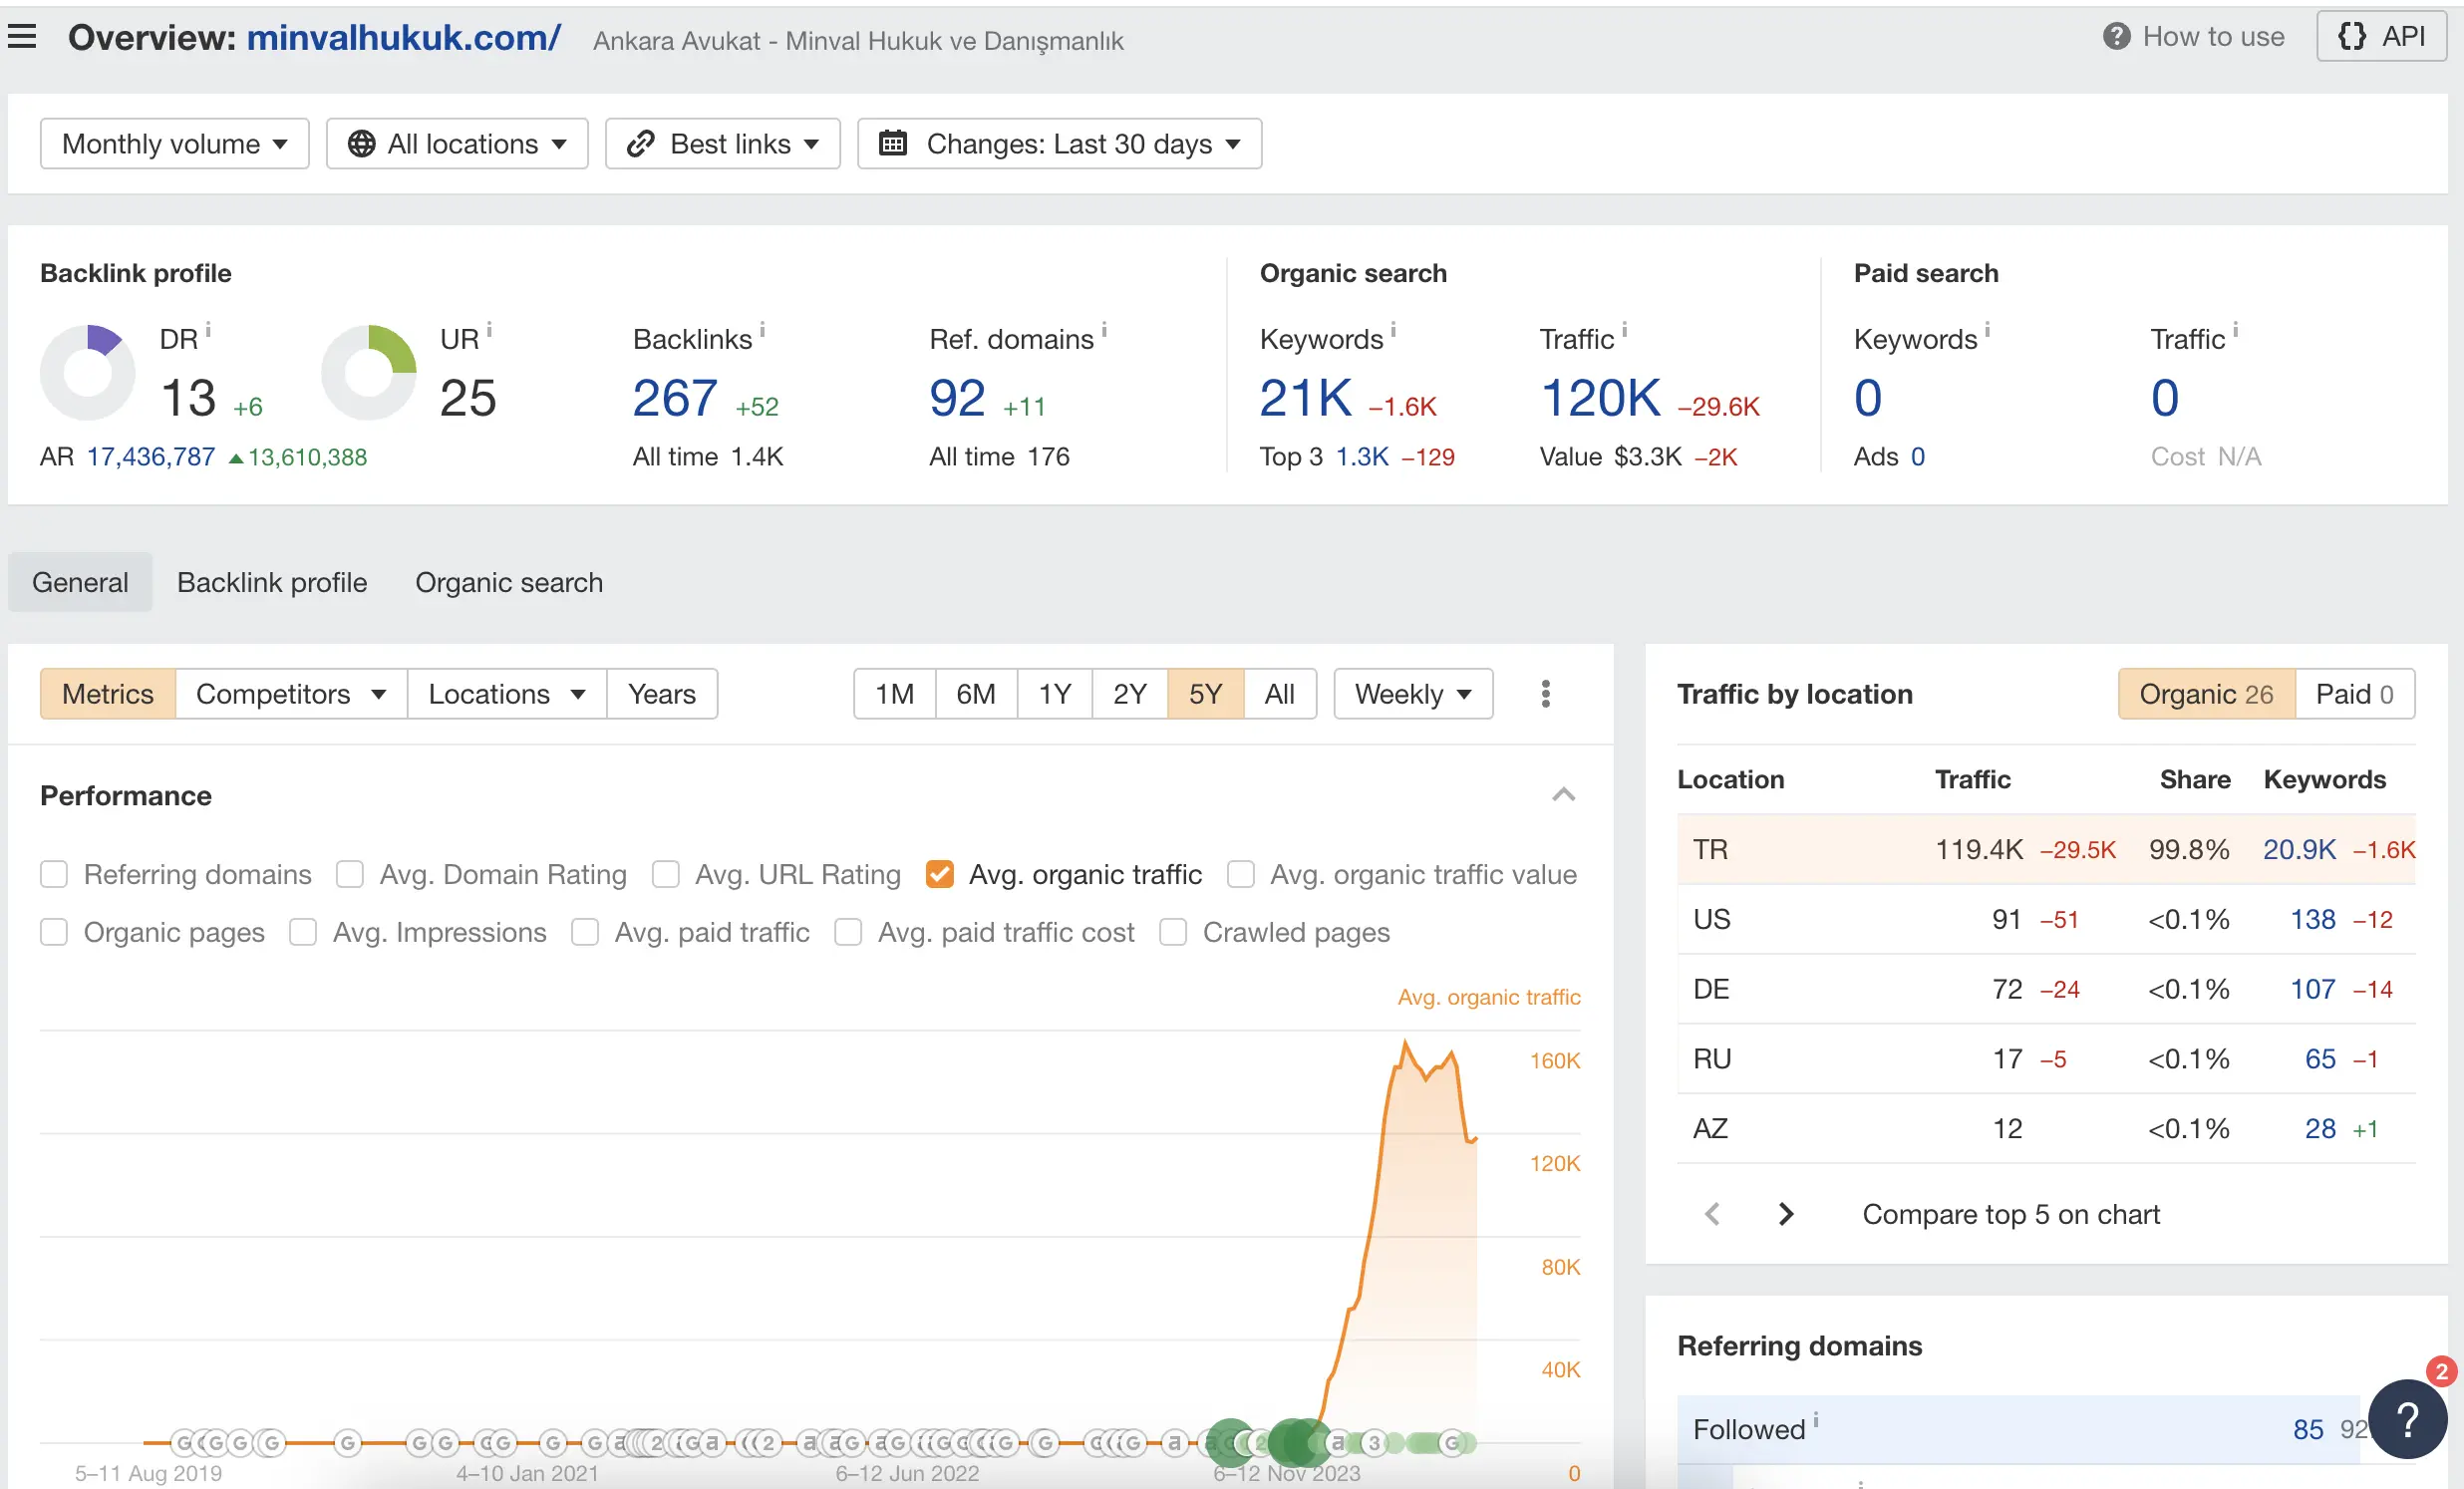 Overview: minvalhukuk.com/ Ankara Avukat - Minval Hukuk ve Danışmanlık
How to use
API
Monthly volume
All locations
Best links
Changes: Last 30 days
Backlink profile
DR
13 +6
AR 17,436,787 13,610,388
UR
25
Backlinks
267 +52
All time 1.4K
Ref. domains
92 +11
All time 176
Organic search
Keywords
21K −1.6K
Top 3 1.3K −129
Traffic
120K −29.6K
Value $3.3K −2K
Paid search
Keywords
0
Ads 0
Traffic
0
Cost N/A
General Backlink profile Organic search
Metrics Competitors Locations Years
1M 6M 1Y 2Y 5Y All
Weekly
Performance
Referring domains Avg. Domain Rating Avg. URL Rating Avg. organic traffic Avg. organic traffic value
Organic pages Avg. Impressions Avg. paid traffic Avg. paid traffic cost Crawled pages
Avg. organic traffic
160K
120K
80K
40K
0
5–11 Aug 2019 4–10 Jan 2021 6–12 Jun 2022 6–12 Nov 2023
Traffic by location
Organic 26 Paid 0
Location Traffic Share Keywords
TR 119.4K −29.5K 99.8% 20.9K −1.6K
US 91 −51 <0.1% 138 −12
DE 72 −24 <0.1% 107 −14
RU 17 −5 <0.1% 65 −1
AZ 12 <0.1% 28 +1
Compare top 5 on chart
Referring domains
Followed 85
2
?